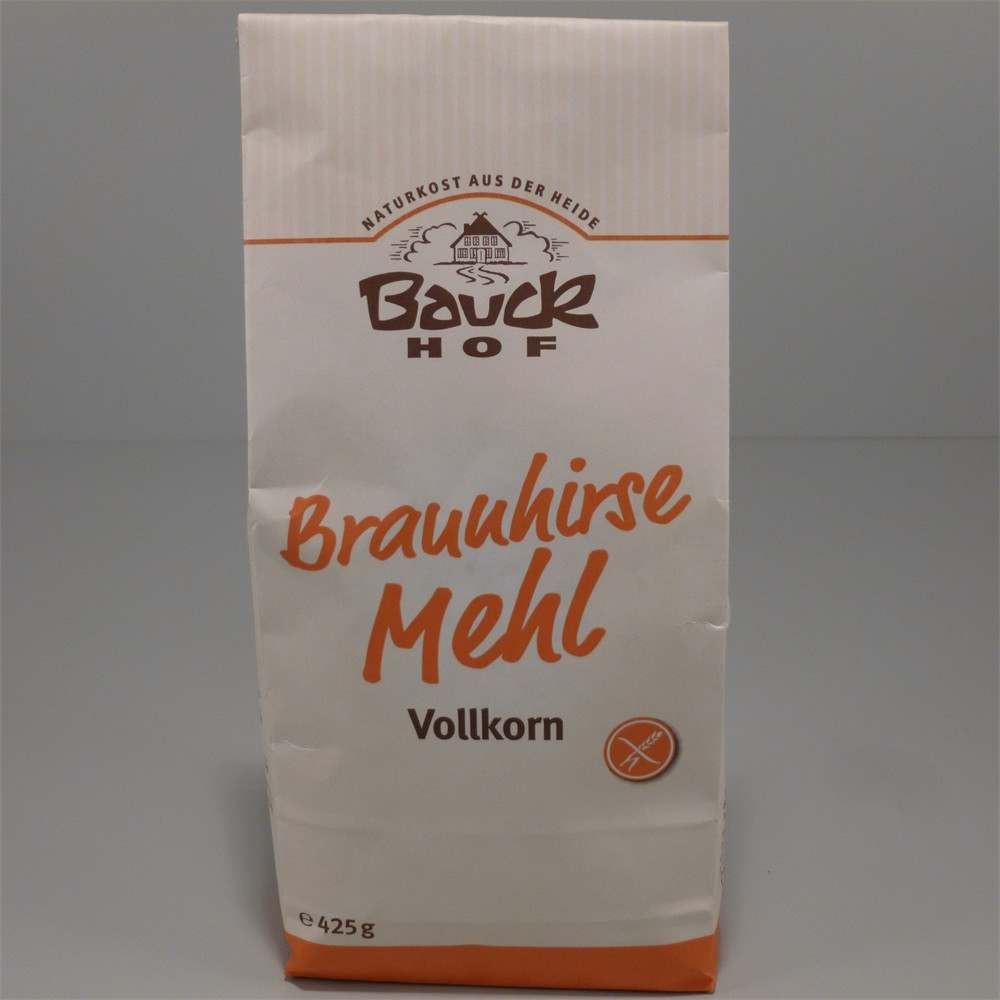 NATURKOST AUS DER HEIDE
Bauck
HOF
Braunhirse
Mehl
Vollkorn
℮ 425 g